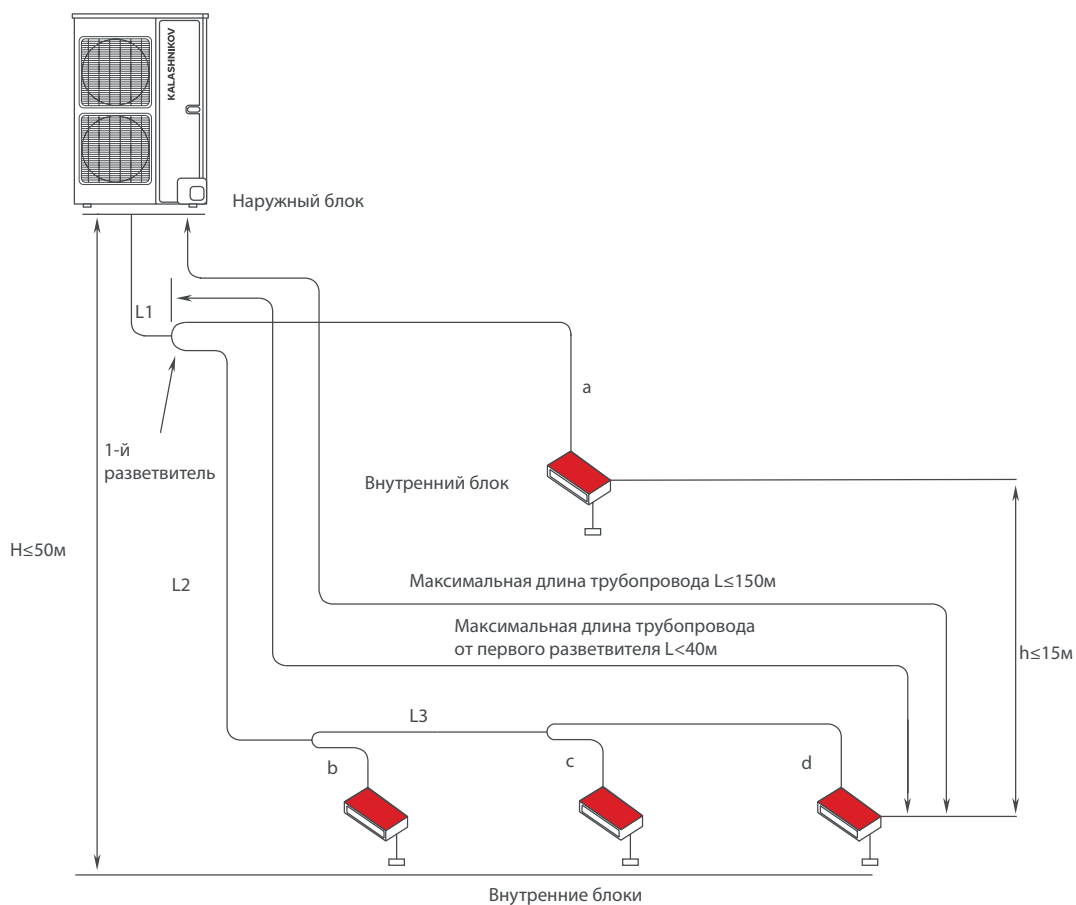 KALASHNIKOV
Наружный блок
L1
a
1-й
разветвитель
Внутренний блок
H≤50м
L2
Максимальная длина трубопровода L≤150м
Максимальная длина трубопровода
от первого разветвителя L<40м
h≤15м
L3
b
c
d
Внутренние блоки